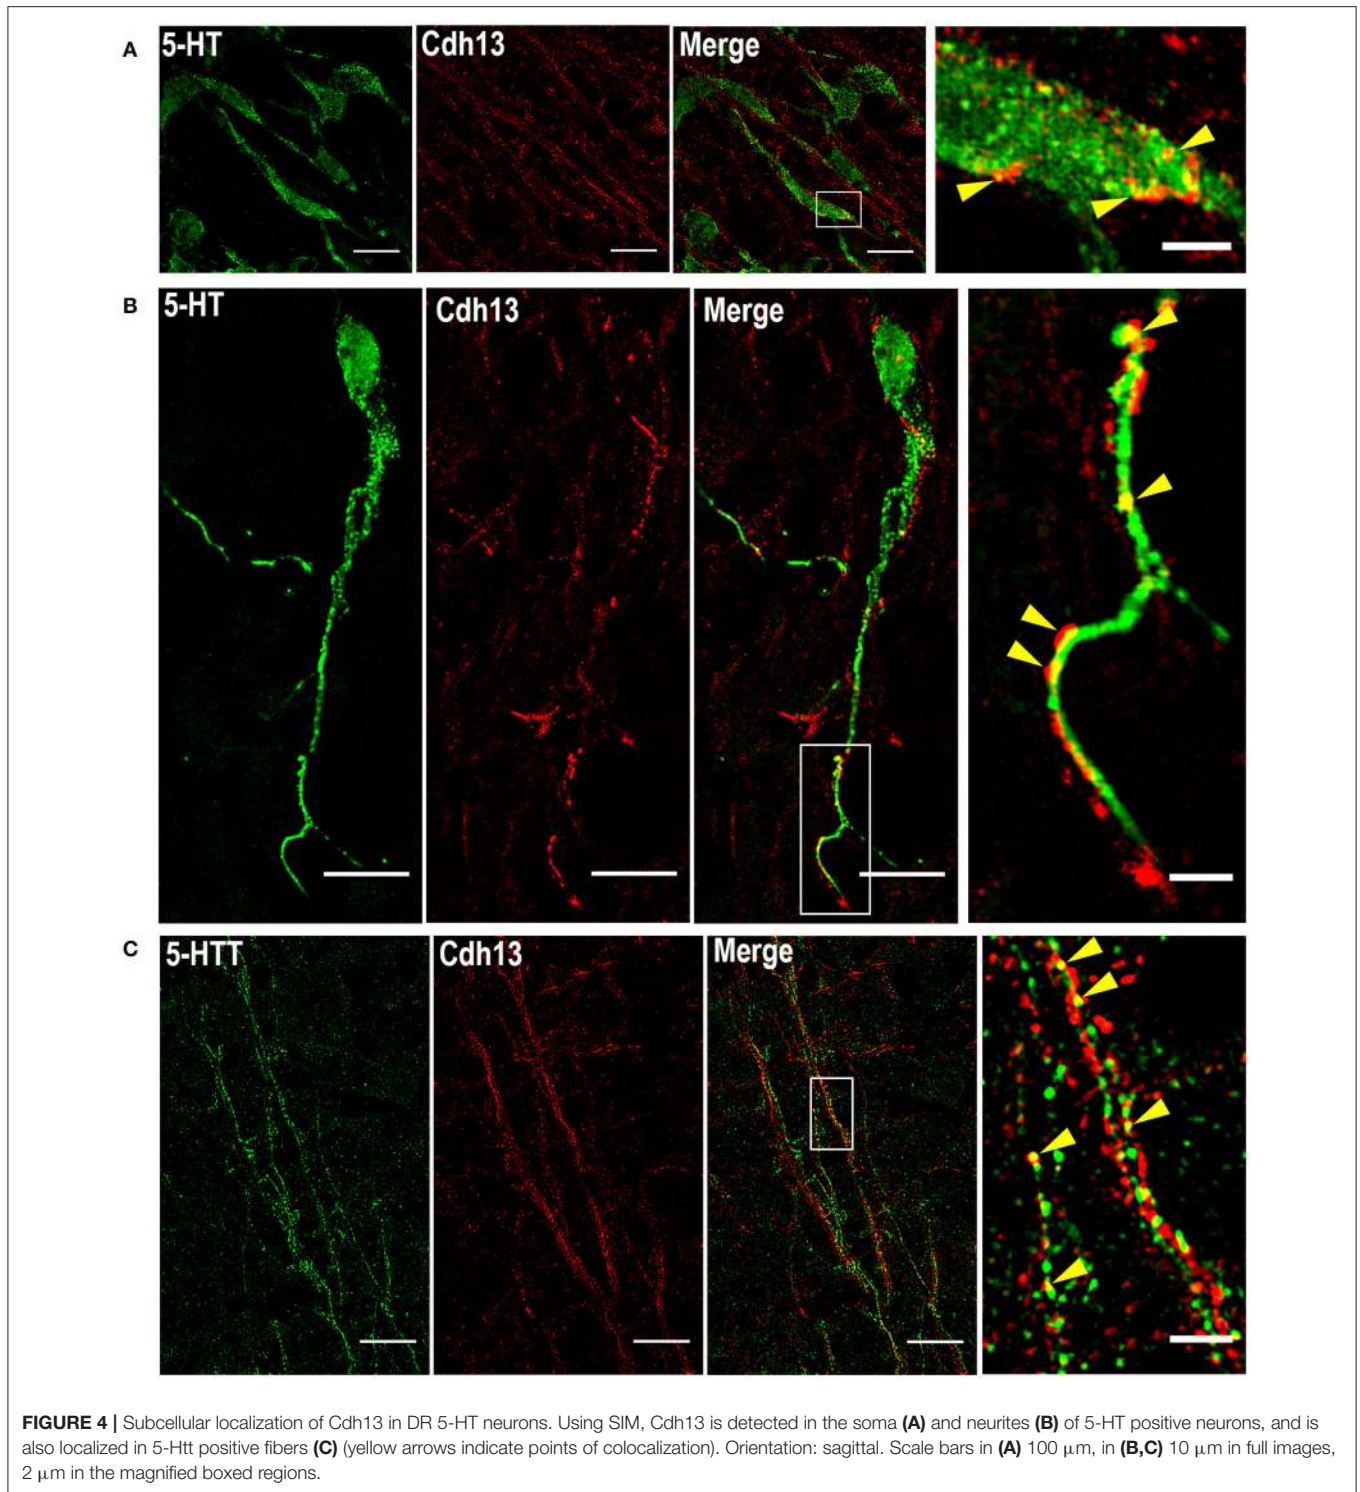 A
5-HT
Cdh13
Merge
B
5-HT
Cdh13
Merge
C
5-HTT
Cdh13
Merge
FIGURE 4 | Subcellular localization of Cdh13 in DR 5-HT neurons. Using SIM, Cdh13 is detected in the soma (A) and neurites (B) of 5-HT positive neurons, and is
also localized in 5-Htt positive fibers (C) (yellow arrows indicate points of colocalization). Orientation: sagittal. Scale bars in (A) 100 μm, in (B,C) 10 μm in full images,
2 μm in the magnified boxed regions.